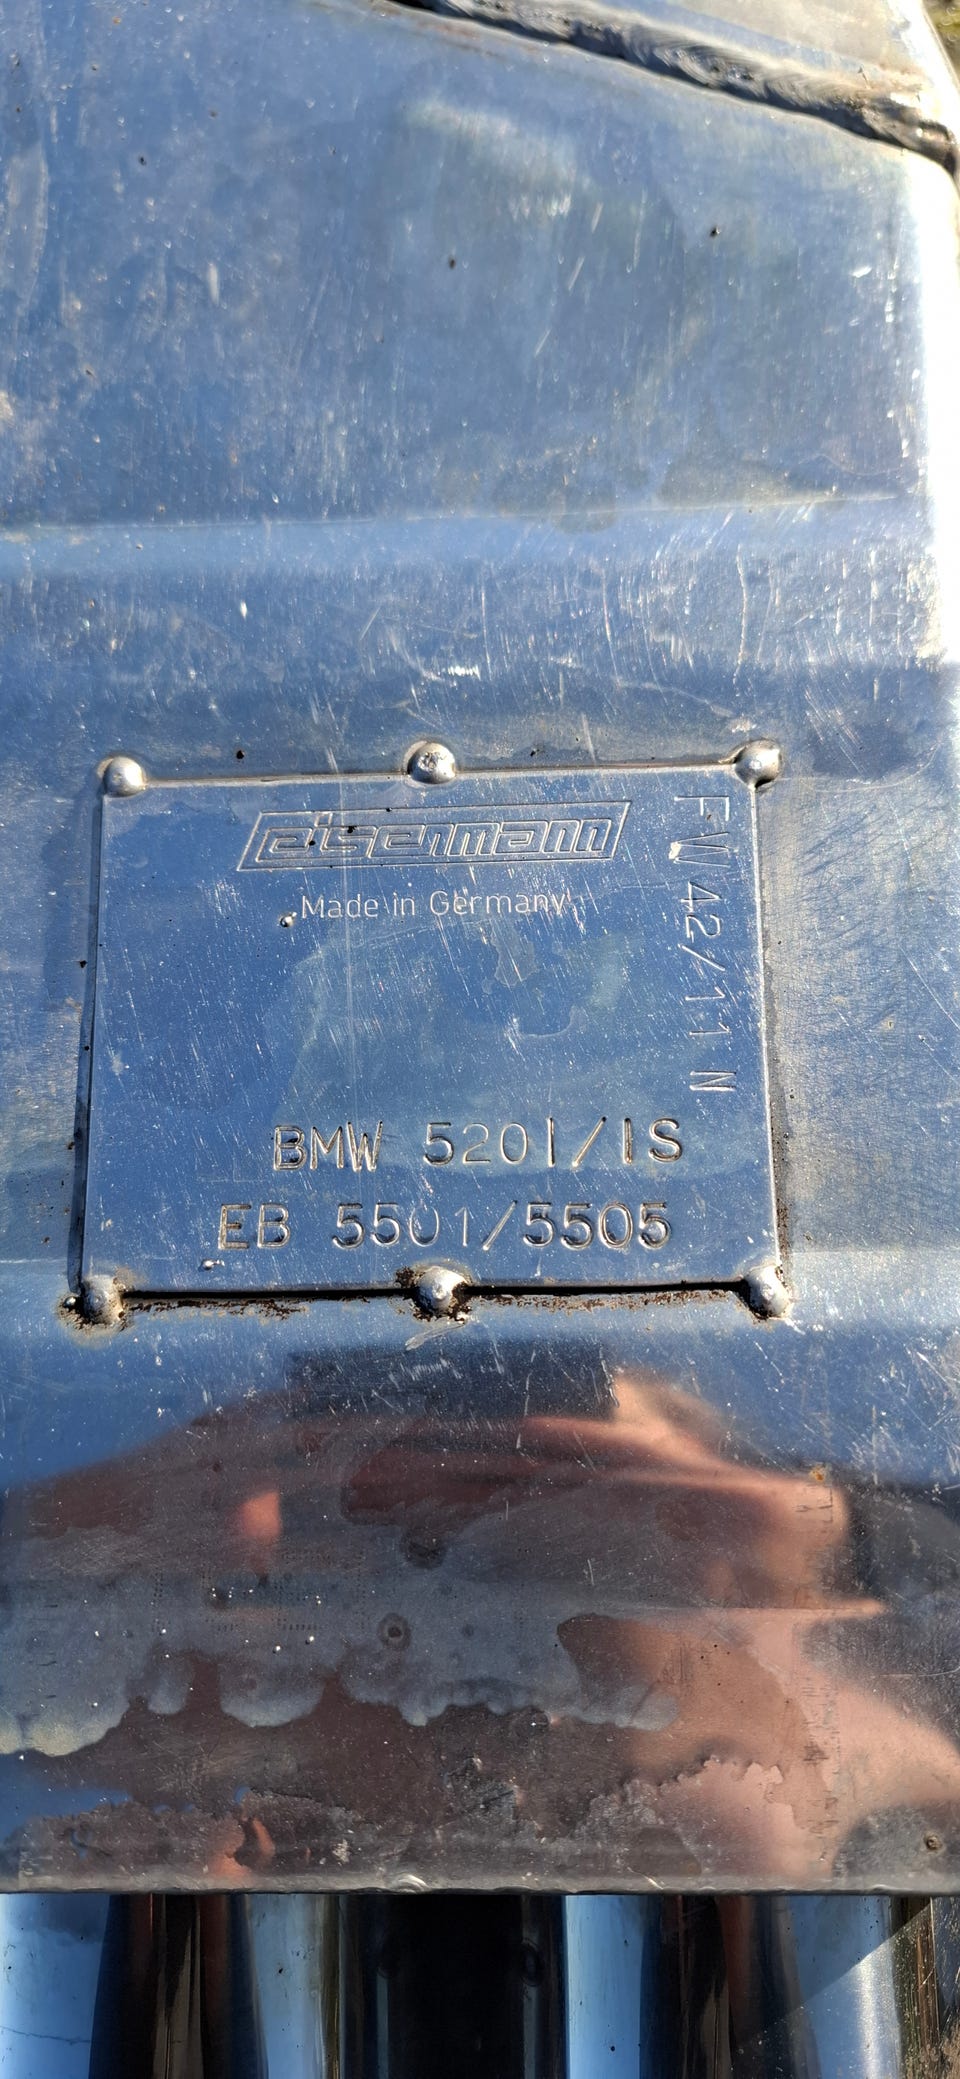 eisenmann
Made in Germany
FW 42/11 N
BMW 520I/IS
EB 5501/5505